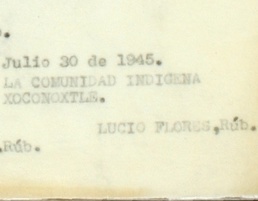 .
Julio 30 de 1945.
LA COMUNIDAD INDIGENA
XOCONOXTLE.
LUCIO FLORES,Rúb.
,Rúb.